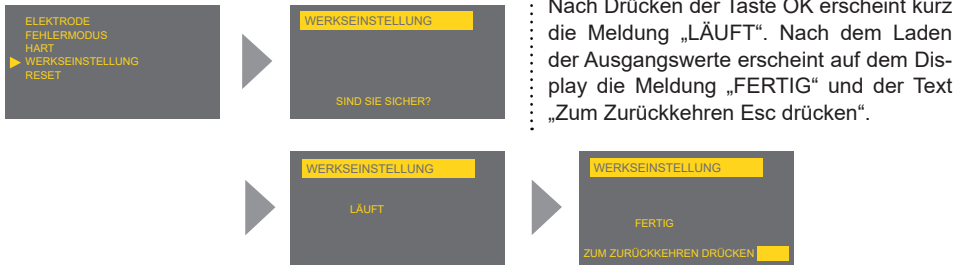 ELEKTRODE
FEHLERMODUS
HART
WERKSEINSTELLUNG
RESET
WERKSEINSTELLUNG
SIND SIE SICHER?
Nach Drücken der Taste OK erscheint kurz
die Meldung „LÄUFT". Nach dem Laden
der Ausgangswerte erscheint auf dem Dis-
play die Meldung „FERTIG" und der Text
„Zum Zurückkehren Esc drücken".
WERKSEINSTELLUNG
LÄUFT
WERKSEINSTELLUNG
FERTIG
ZUM ZURÜCKKEHREN DRÜCKEN